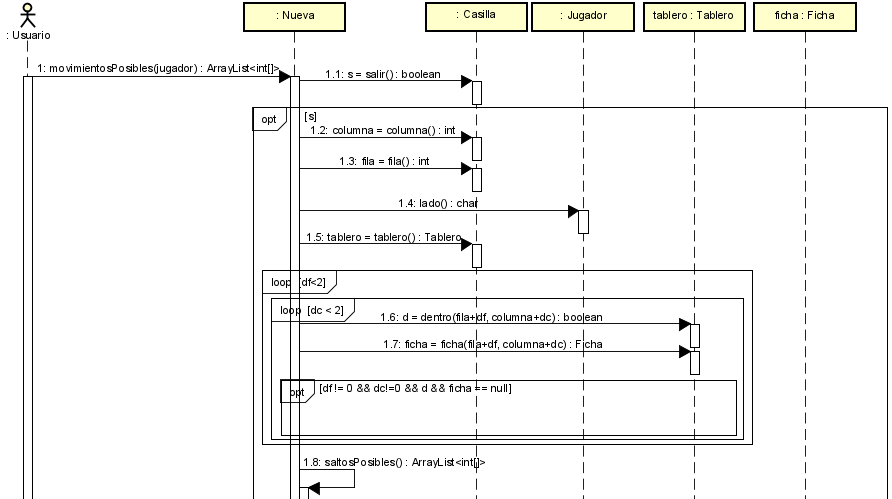 : Nueva
: Casilla
: Jugador
tablero : Tablero
ficha : Ficha
: Usuario
1: movimientosPosibles(jugador) : ArrayList<int[]>
1.1: s = salir() : boolean
opt
[s]
1.2: columna = columna() : int
1.3: fila = fila() : int
1.4: lado() : char
1.5: tablero = tablero() : Tablero
loop [df<2]
loop [dc < 2]
1.6: d = dentro(fila+df, columna+dc) : boolean
1.7: ficha = ficha(fila+df, columna+dc) : Ficha
opt
[df != 0 && dc!=0 && d && ficha == null]
1.8: saltosPosibles() : ArrayList<int[]>